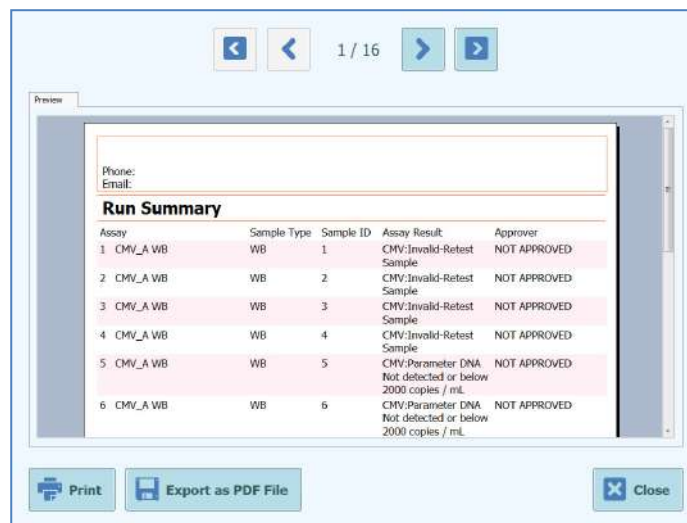 1 / 16
Preview
Phone:
Email:
Run Summary
Assay Sample Type Sample ID Assay Result Approver
1 CMV_A WB WB 1 CMV:Invalid-Retest NOT APPROVED
Sample
2 CMV_A WB WB 2 CMV:Invalid-Retest NOT APPROVED
Sample
3 CMV_A WB WB 3 CMV:Invalid-Retest NOT APPROVED
Sample
4 CMV_A WB WB 4 CMV:Invalid-Retest NOT APPROVED
Sample
5 CMV_A WB WB 5 CMV:Parameter DNA NOT APPROVED
Not detected or below
2000 copies / mL
6 CMV_A WB WB 6 CMV:Parameter DNA NOT APPROVED
Not detected or below
2000 copies / mL
Print Export as PDF File Close